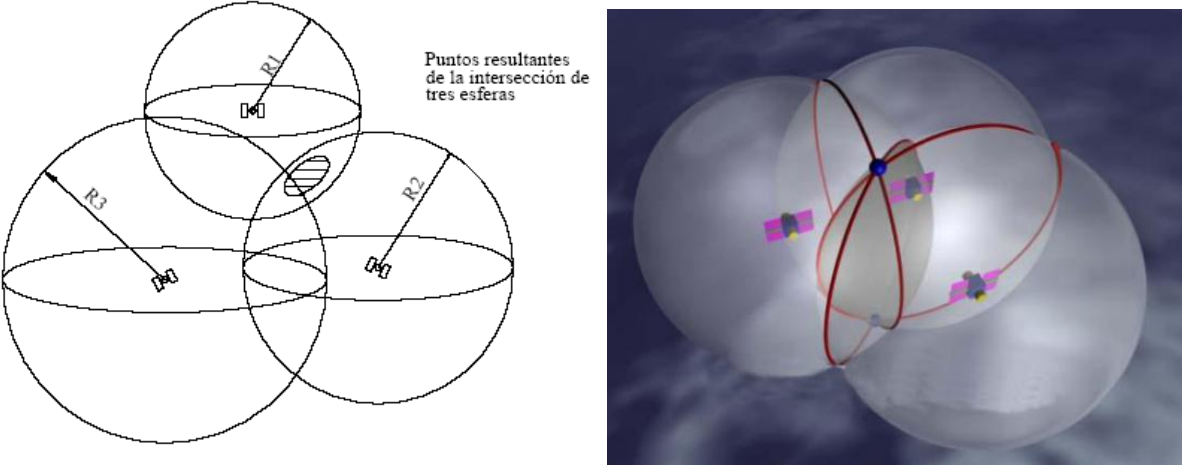 R1
Puntos resultantes
de la intersección de
tres esferas
R3
R2